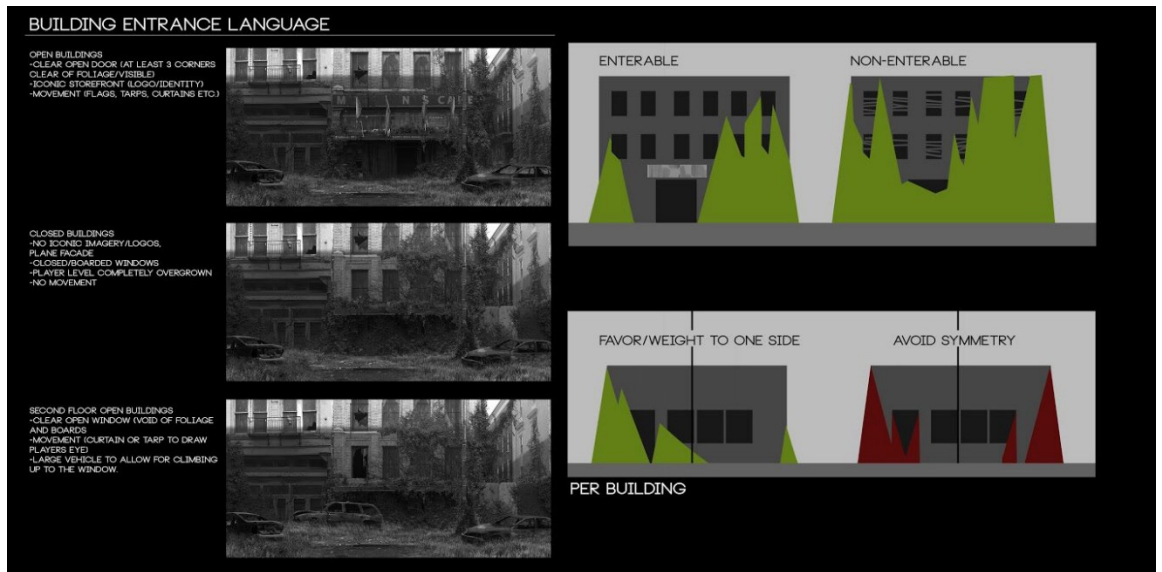 BUILDING ENTRANCE LANGUAGE
OPEN BUILDINGS
-CLEAR OPEN DOOR (AT LEAST 3 CORNERS
CLEAR OF FOLIAGE/VISIBLE)
-ICONIC STOREFRONT (LOGO/IDENTITY)
-MOVEMENT (FLAGS, TARPS, CURTAINS ETC.)
CLOSED BUILDINGS
-NO ICONIC IMAGERY/LOGOS,
PLANE FACADE
-CLOSED/BOARDED WINDOWS
-PLAYER LEVEL COMPLETELY OVERGROWN
-NO MOVEMENT
SECOND FLOOR OPEN BUILDINGS
-CLEAR OPEN WINDOW (VOID OF FOLIAGE
AND BOARDS
-MOVEMENT (CURTAIN OR TARP TO DRAW
PLAYERS EYE)
-LARGE VEHICLE TO ALLOW FOR CLIMBING
UP TO THE WINDOW.
ENTERABLE
NON-ENTERABLE
FAVOR/WEIGHT TO ONE SIDE
AVOID SYMMETRY
PER BUILDING